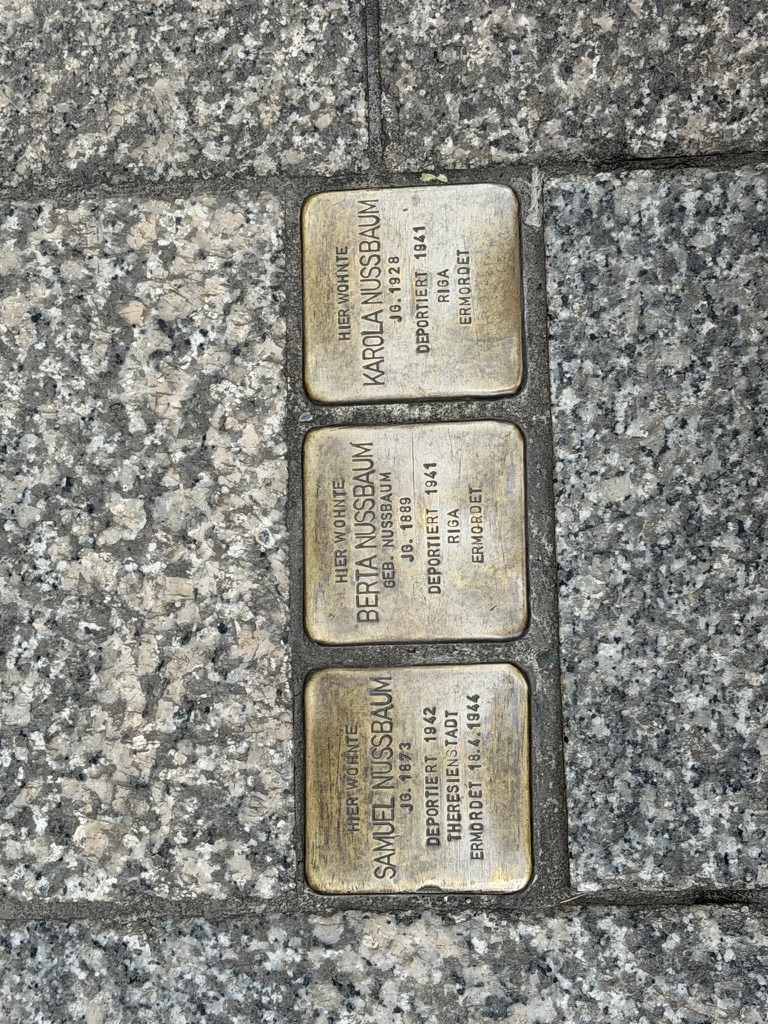 HIER WOHNTE
SAMUEL NUSSBAUM
JG. 1873
DEPORTIERT 1942
THERESIENSTADT
ERMORDET 18.4.1944
HIER WOHNTE
BERTA NUSSBAUM
GEB. NUSSBAUM
JG. 1889
DEPORTIERT 1941
RIGA
ERMORDET
HIER WOHNTE
KAROLA NUSSBAUM
JG. 1928
DEPORTIERT 1941
RIGA
ERMORDET